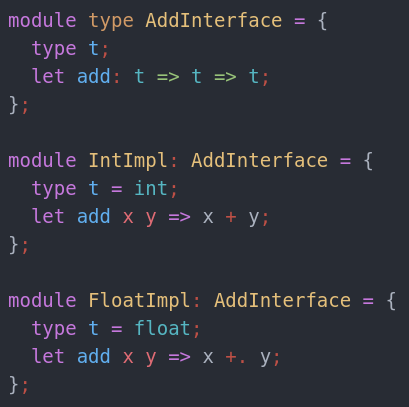 module type AddInterface = {
  type t;
  let add: t => t => t;
};

module IntImpl: AddInterface = {
  type t = int;
  let add x y => x + y;
};

module FloatImpl: AddInterface = {
  type t = float;
  let add x y => x +. y;
};